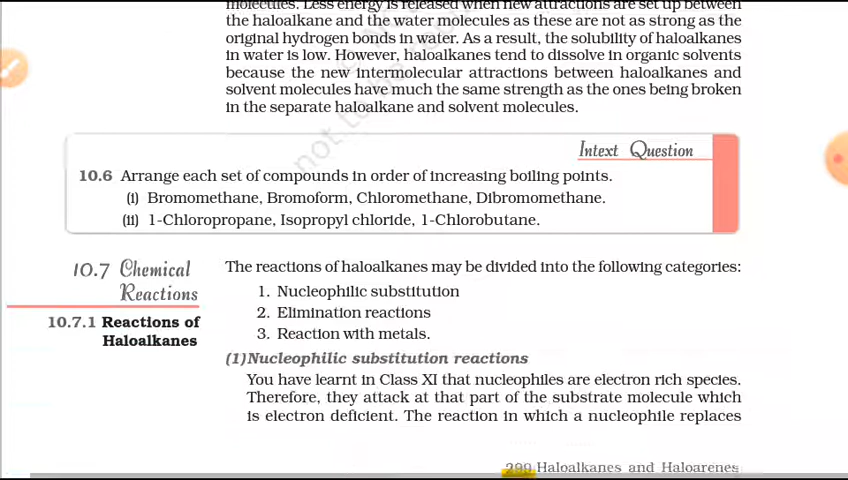 molecules. Less energy is released when new attractions are set up between
the haloalkane and the water molecules as these are not as strong as the
original hydrogen bonds in water. As a result, the solubility of haloalkanes
in water is low. However, haloalkanes tend to dissolve in organic solvents
because the new intermolecular attractions between haloalkanes and
solvent molecules have much the same strength as the ones being broken
in the separate haloalkane and solvent molecules.
not to be
Intext Question
10.6 Arrange each set of compounds in order of increasing boiling points.
(i) Bromomethane, Bromoform, Chloromethane, Dibromomethane.
(ii) 1-Chloropropane, Isopropyl chloride, 1-Chlorobutane.
10.7 Chemical
Reactions
10.7.1 Reactions of
Haloalkanes
The reactions of haloalkanes may be divided into the following categories:
1. Nucleophilic substitution
2. Elimination reactions
3. Reaction with metals.
(1)Nucleophilic substitution reactions
You have learnt in Class XI that nucleophiles are electron rich species.
Therefore, they attack at that part of the substrate molecule which
is electron deficient. The reaction in which a nucleophile replaces
299 Haloalkanes and Haloarenes